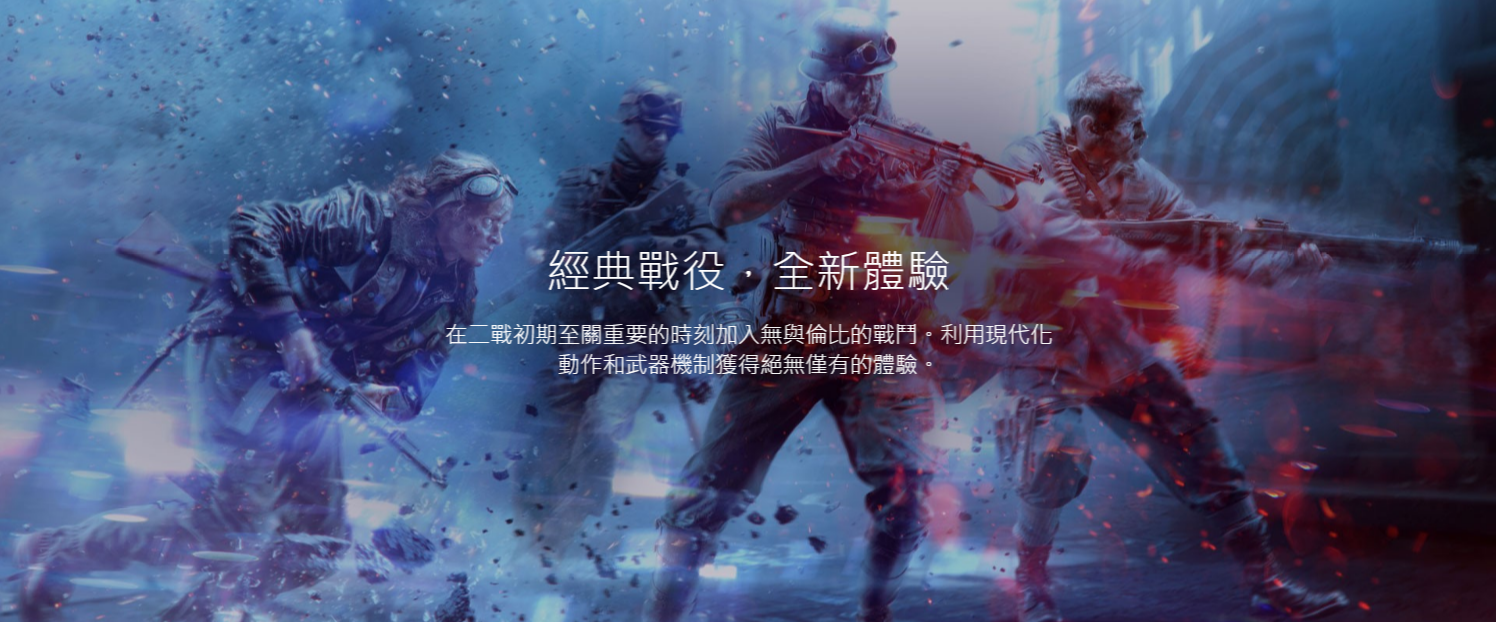 經典戰役，全新體驗
在二戰初期至關重要的時刻加入無與倫比的戰鬥。利用現代化
動作和武器機制獲得絕無僅有的體驗。